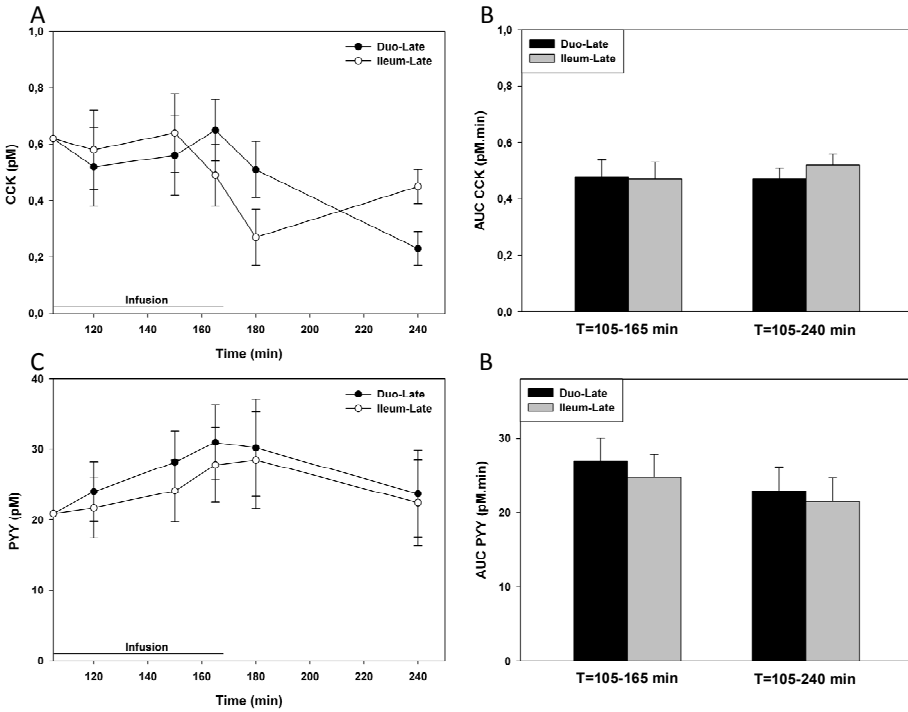 A
CCK (pM)
1,0
0,8
0,6
0,4
0,2
0,0
Duo-Late
Ileum-Late
Infusion
120 140 160 180 200 220 240
Time (min)
B
AUC CCK (pM.min)
1,0
0,8
0,6
0,4
0,2
0,0
Duo-Late
Ileum-Late
T=105-165 min T=105-240 min
C
PYY (pM)
40
30
20
10
0
Duo-Late
Ileum-Late
Infusion
120 140 160 180 200 220 240
Time (min)
B
AUC PYY (pM.min)
30
20
10
0
Duo-Late
Ileum-Late
T=105-165 min T=105-240 min